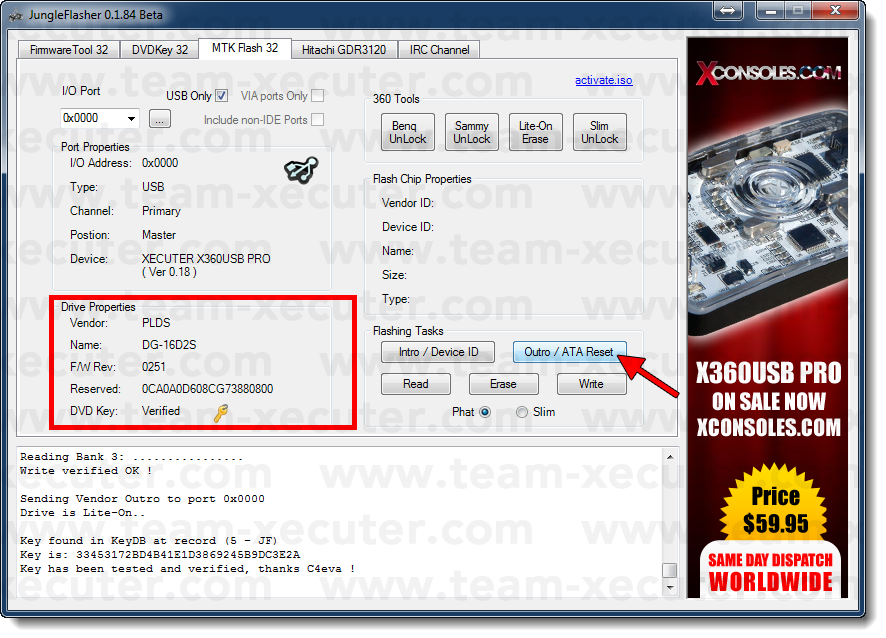 JungleFlasher 0.1.84 Beta
FirmwareTool 32
DVDKey 32
MTK Flash 32
Hitachi GDR3120
IRC Channel
activate.iso
I/O Port
USB Only
VIA ports Only
0x0000
...
Include non-IDE Ports
Port Properties
I/O Address: 0x0000
Type: USB
Channel: Primary
Postion: Master
Device: XECUTER X360USB PRO
( Ver 0.18 )
Drive Properties
Vendor: PLDS
Name: DG-16D2S
F/W Rev: 0251
Reserved: 0CA0A0D608CG73880800
DVD Key: Verified
360 Tools
Benq
UnLock
Sammy
UnLock
Lite-On
Erase
Slim
UnLock
Flash Chip Properties
Vendor ID:
Device ID:
Name:
Size:
Type:
Flashing Tasks
Intro / Device ID
Outro / ATA Reset
Read
Erase
Write
Phat
Slim
Reading Bank 3: ................
Write verified OK !
Sending Vendor Outro to port 0x0000
Drive is Lite-On..
Key found in KeyDB at record (5 - JF)
Key is: 33453172BD4B41E1D3869245B9DC3E2A
Key has been tested and verified, thanks C4eva !
XCONSOLES.COM
X360USB PRO
ON SALE NOW
XCONSOLES.COM
Price
$59.95
SAME DAY DISPATCH
WORLDWIDE
www.team-xecuter.com